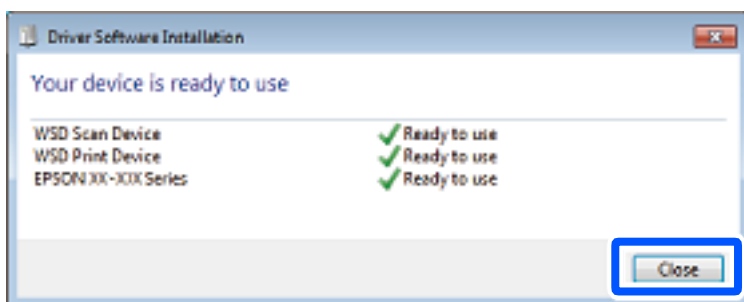 Driver Software Installation
Your device is ready to use
WSD Scan Device Ready to use
WSD Print Device Ready to use
EPSON XX-XXX Series Ready to use
Close